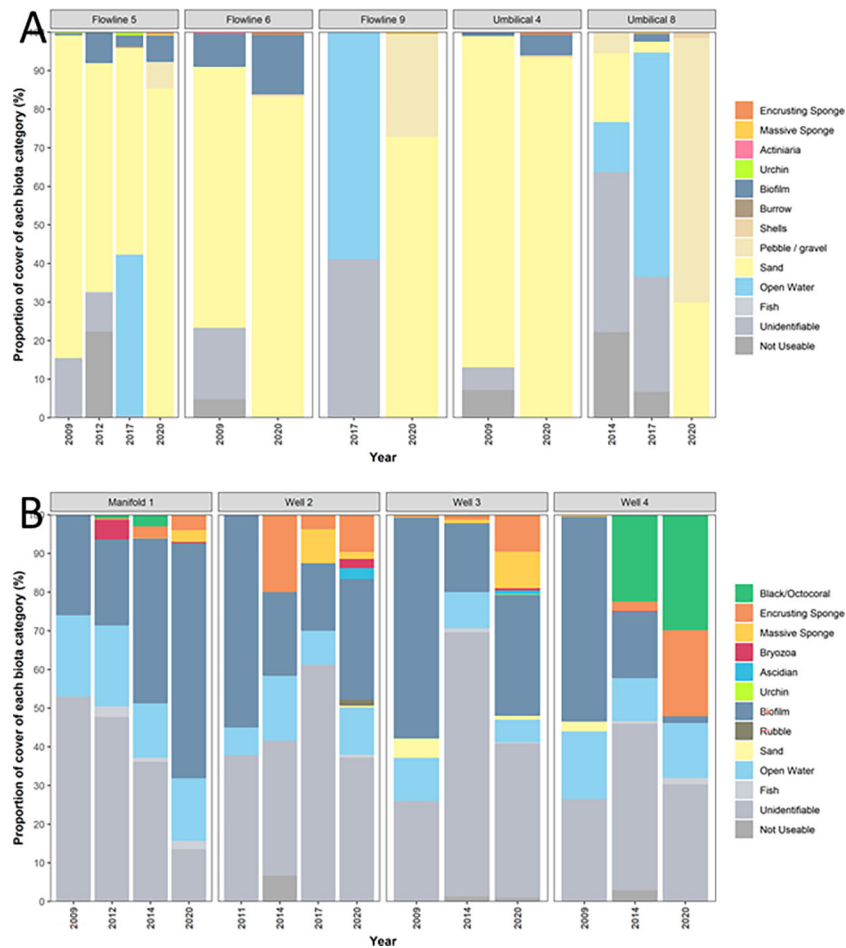 A
Flowline 5 Flowline 6 Flowline 9 Umbilical 4 Umbilical 8
Proportion of cover of each biota category (%)
90
80
70
60
50
40
30
20
10
0
2009 2012 2017 2020 2009 2020 2017 2020 2009 2020 2014 2017 2020
Year
Encrusting Sponge
Massive Sponge
Actiniaria
Urchin
Biofilm
Burrow
Shells
Pebble / gravel
Sand
Open Water
Fish
Unidentifiable
Not Useable
B
Manifold 1 Well 2 Well 3 Well 4
Proportion of cover of each biota category (%)
90
80
70
60
50
40
30
20
10
0
2009 2012 2014 2020 2011 2014 2017 2020 2009 2014 2020 2009 2014 2020
Year
Black/Octocoral
Encrusting Sponge
Massive Sponge
Bryozoa
Ascidian
Urchin
Biofilm
Rubble
Sand
Open Water
Fish
Unidentifiable
Not Useable